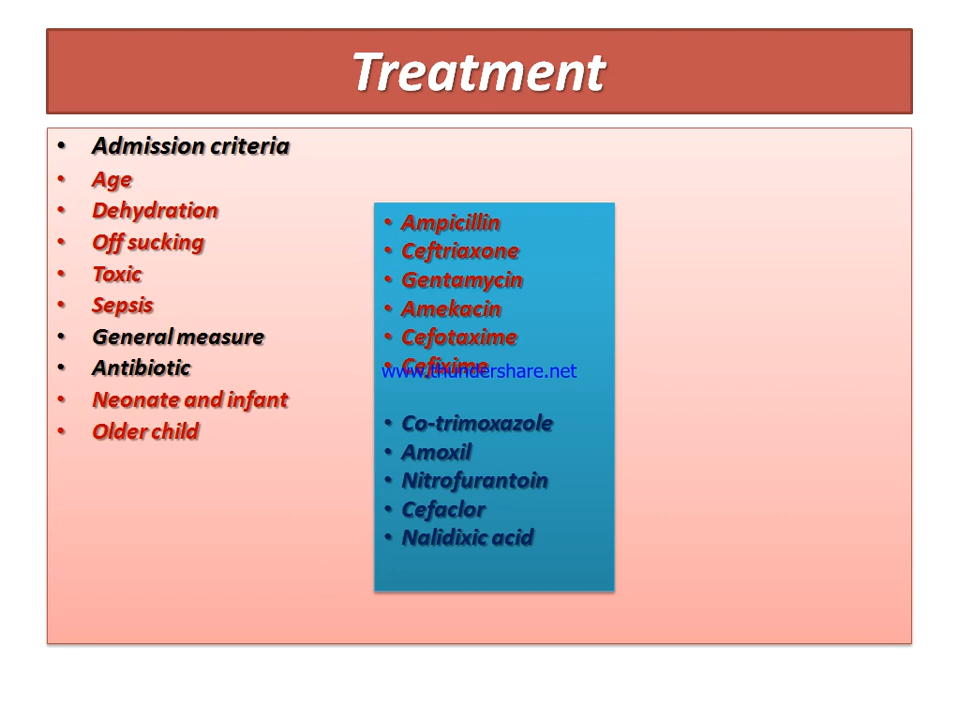 Treatment
• Admission criteria
• Age
• Dehydration
• Off sucking
• Toxic
• Sepsis
• General measure
• Antibiotic
• Neonate and infant
• Older child
• Ampicillin
• Ceftriaxone
• Gentamycin
• Amekacin
• Cefotaxime
• Cefixime
www.thundershare.net
• Co-trimoxazole
• Amoxil
• Nitrofurantoin
• Cefaclor
• Nalidixic acid